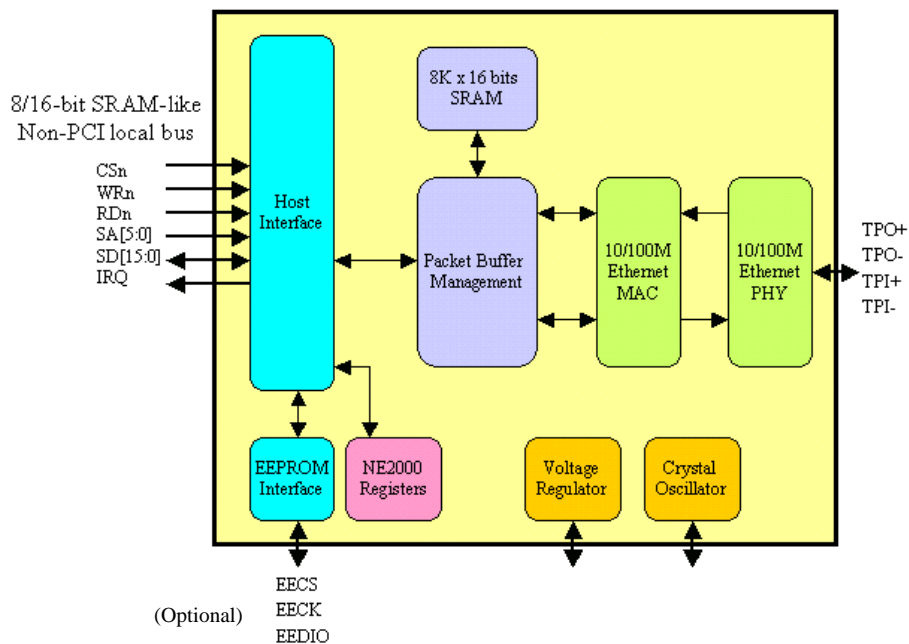 8K x 16 bits
SRAM
8/16-bit SRAM-like
Non-PCI local bus
CSn
WRn
RDn
SA[5:0]
SD[15:0]
IRQ
Host
Interface
Packet Buffer
Management
10/100M
Ethernet
MAC
10/100M
Ethernet
PHY
TPO+
TPO-
TPI+
TPI-
EEPROM
Interface
NE2000
Registers
Voltage
Regulator
Crystal
Oscillator
(Optional)
EECS
EECK
EEDIO